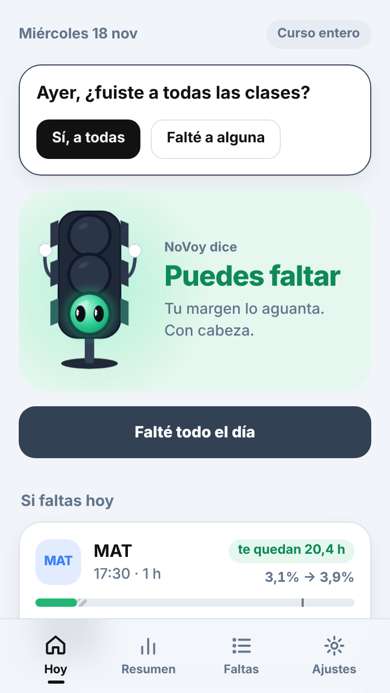 Miércoles 18 nov
Curso entero
Ayer, ¿fuiste a todas las clases?
Sí, a todas
Falté a alguna
NoVoy dice
Puedes faltar
Tu margen lo aguanta.
Con cabeza.
Falté todo el día
Si faltas hoy
MAT
MAT
te quedan 20,4 h
17:30 · 1 h
3,1% → 3,9%
Hoy
Resumen
Faltas
Ajustes